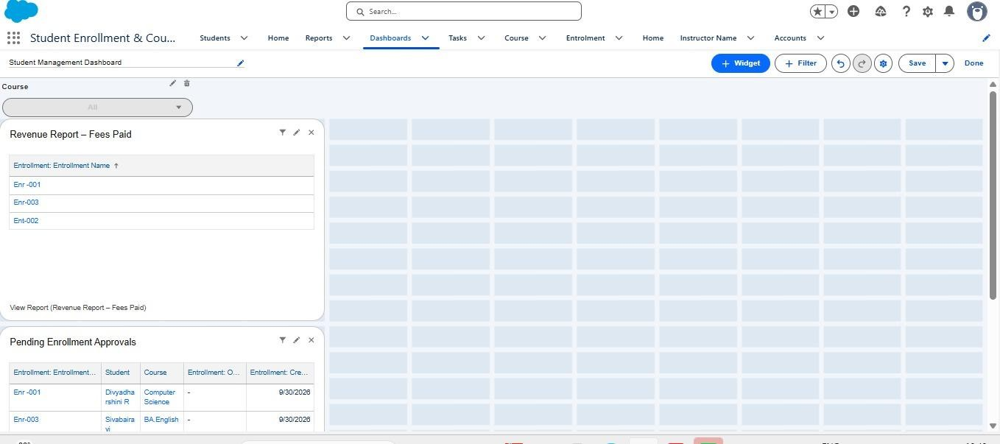 Search...
Student Enrollment & Cou...
Students
Home
Reports
Dashboards
Tasks
Course
Entrolment
Home
Instructor Name
Accounts
Student Management Dashboard
+ Widget
+ Filter
Save
Done
Course
All
Revenue Report – Fees Paid
Entrollment: Entrollment Name ↑
Enr -001
Enr-003
Ent-002
View Report (Revenue Report – Fees Paid)
Pending Enrollment Approvals
Entrollment: Entrollment... Student Course Entrollment: O... Entrollment: Cre...
Enr -001 Divyadha Computer - 9/30/2026
rshini R Science
Enr-003 Sivabaira BA.English - 9/30/2026
vi